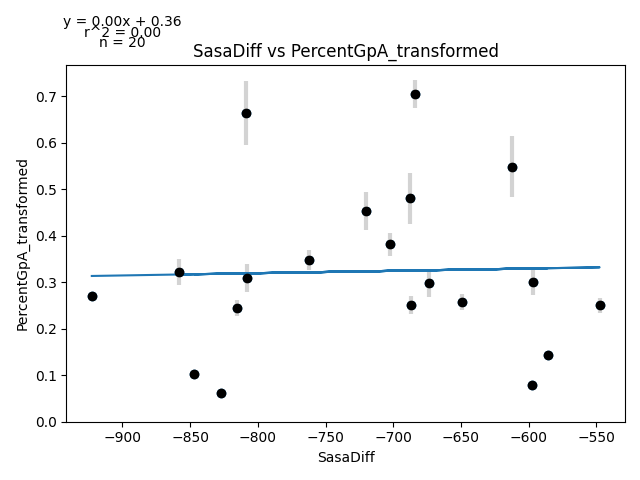 y = 0.00x + 0.36
r^2 = 0.00
n = 20
SasaDiff vs PercentGpA_transformed
PercentGpA_transformed
0.7
0.6
0.5
0.4
0.3
0.2
0.1
0.0
−900 −850 −800 −750 −700 −650 −600 −550
SasaDiff